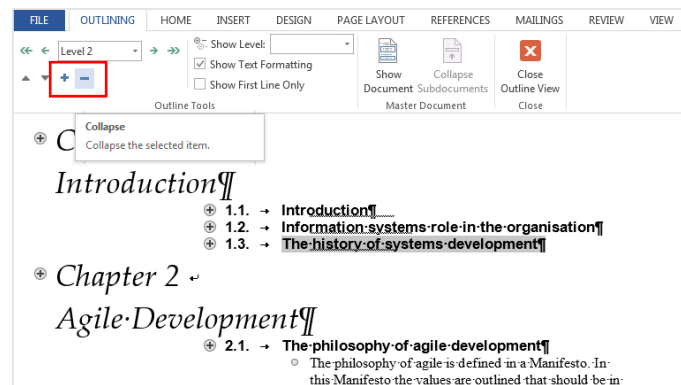 FILE OUTLINING HOME INSERT DESIGN PAGE LAYOUT REFERENCES MAILINGS REVIEW VIEW
Level 2
Show Level:
Show Text Formatting
Show First Line Only
Outline Tools
Show
Document
Collapse
Subdocuments
Master Document
Close
Outline View
Close
Collapse
Collapse the selected item.
C
Introduction¶
1.1. → Introduction¶
1.2. → Information·systems·role·in·the·organisation¶
1.3. → The·history·of·systems·development¶
Chapter 2 ↵
Agile·Development¶
2.1. → The·philosophy·of·agile·development¶
The·philosophy·of·agile·is·defined·in·a·Manifesto.·In·
this·Manifesto·the·values·are·outlined·that·should·be·in·